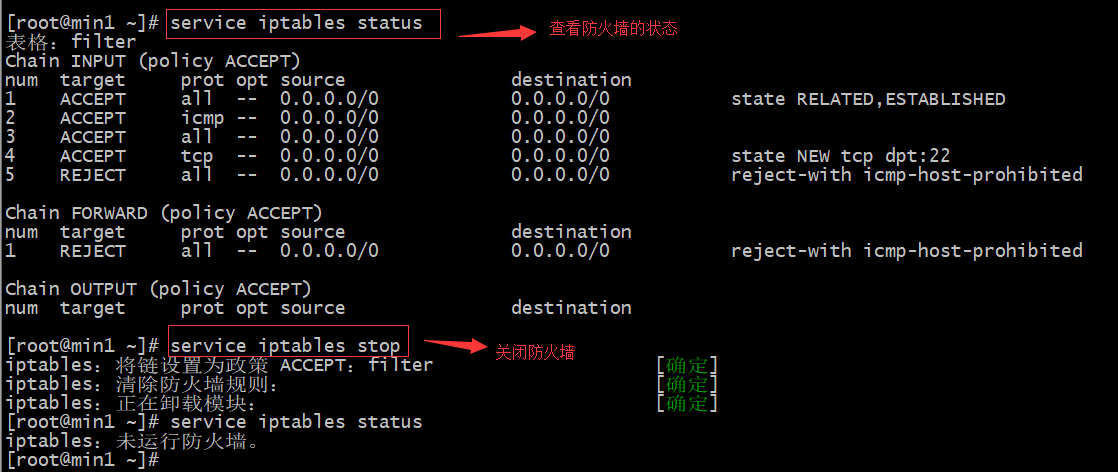 [root@min1 ~]# service iptables status
查看防火墙的状态
表格：filter
Chain INPUT (policy ACCEPT)
num  target     prot opt source               destination
1    ACCEPT     all  --  0.0.0.0/0            0.0.0.0/0           state RELATED,ESTABLISHED
2    ACCEPT     icmp --  0.0.0.0/0            0.0.0.0/0
3    ACCEPT     all  --  0.0.0.0/0            0.0.0.0/0
4    ACCEPT     tcp  --  0.0.0.0/0            0.0.0.0/0           state NEW tcp dpt:22
5    REJECT     all  --  0.0.0.0/0            0.0.0.0/0           reject-with icmp-host-prohibited
Chain FORWARD (policy ACCEPT)
num  target     prot opt source               destination
1    REJECT     all  --  0.0.0.0/0            0.0.0.0/0           reject-with icmp-host-prohibited
Chain OUTPUT (policy ACCEPT)
num  target     prot opt source               destination
[root@min1 ~]# service iptables stop
关闭防火墙
iptables：将链设置为政策 ACCEPT：filter                    [确定]
iptables：清除防火墙规则：                                 [确定]
iptables：正在卸载模块：                                   [确定]
[root@min1 ~]# service iptables status
iptables：未运行防火墙。
[root@min1 ~]#